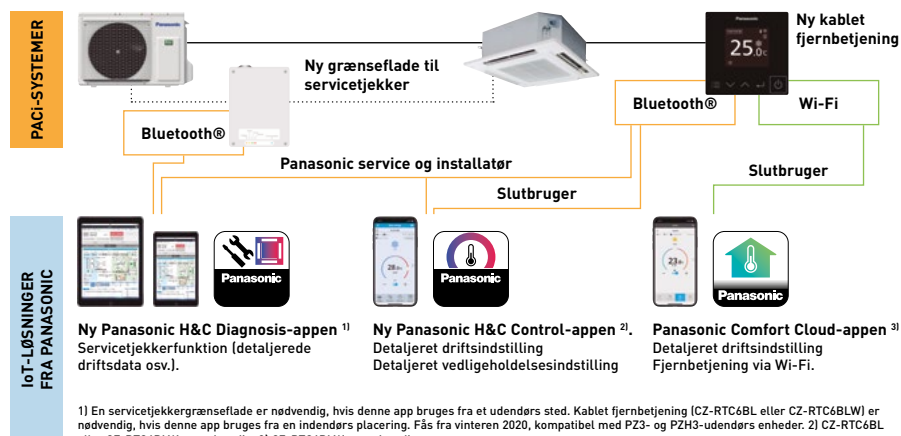 PACi-SYSTEMER
Panasonic
Panasonic
Ny kablet
fjernbetjening
25.0c
Ny grænseflade til
servicetjekker
Bluetooth®
Bluetooth®
Wi-Fi
Panasonic service og installatør
Slutbruger
Slutbruger
IoT-LØSNINGER
FRA PANASONIC
Panasonic
Panasonic
Panasonic
Ny Panasonic H&C Diagnosis-appen 1)
Servicetjekkerfunktion (detaljerede
driftsdata osv.).
Ny Panasonic H&C Control-appen 2).
Detaljeret driftsindstilling
Detaljeret vedligeholdelsesindstilling
Panasonic Comfort Cloud-appen 3)
Detaljeret driftsindstilling
Fjernbetjening via Wi-Fi.
1) En servicetjekkergrænseflade er nødvendig, hvis denne app bruges fra et udendørs sted. Kablet fjernbetjening (CZ-RTC6BL eller CZ-RTC6BLW) er
nødvendig, hvis denne app bruges fra en indendørs placering. Fås fra vinteren 2020, kompatibel med PZ3- og PZH3-udendørs enheder. 2) CZ-RTC6BL